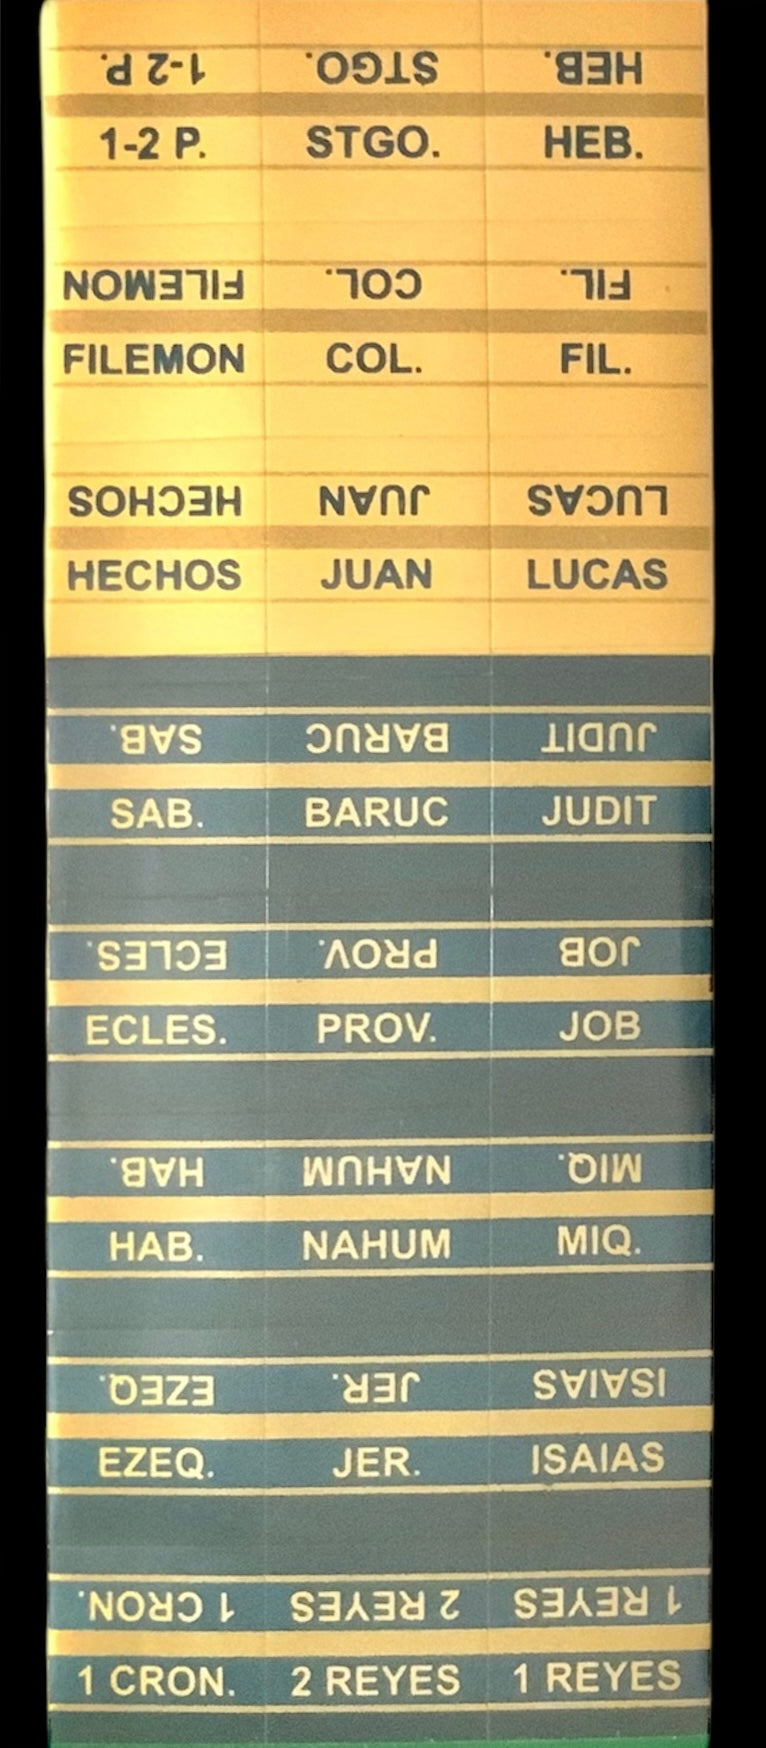 1-2 P. STGO. HEB.
1-2 P. STGO. HEB.
FILEMON COL. FIL.
FILEMON COL. FIL.
HECHOS JUAN LUCAS
HECHOS JUAN LUCAS
SAB. BARUC JUDIT
SAB. BARUC JUDIT
ECLES. PROV. JOB
ECLES. PROV. JOB
HAB. NAHUM MIQ.
HAB. NAHUM MIQ.
EZEQ. JER. ISAIAS
EZEQ. JER. ISAIAS
1 CRON. 2 REYES 1 REYES
1 CRON. 2 REYES 1 REYES